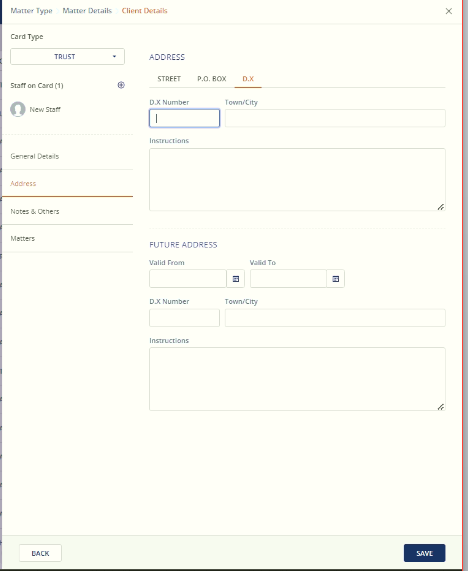 Matter Type Matter Details Client Details
Card Type
TRUST
Staff on Card (1)
New Staff
General Details
Address
Notes & Others
Matters
ADDRESS
STREET P.O. BOX D.X
D.X Number Town/City
Instructions
FUTURE ADDRESS
Valid From Valid To
D.X Number Town/City
Instructions
BACK SAVE